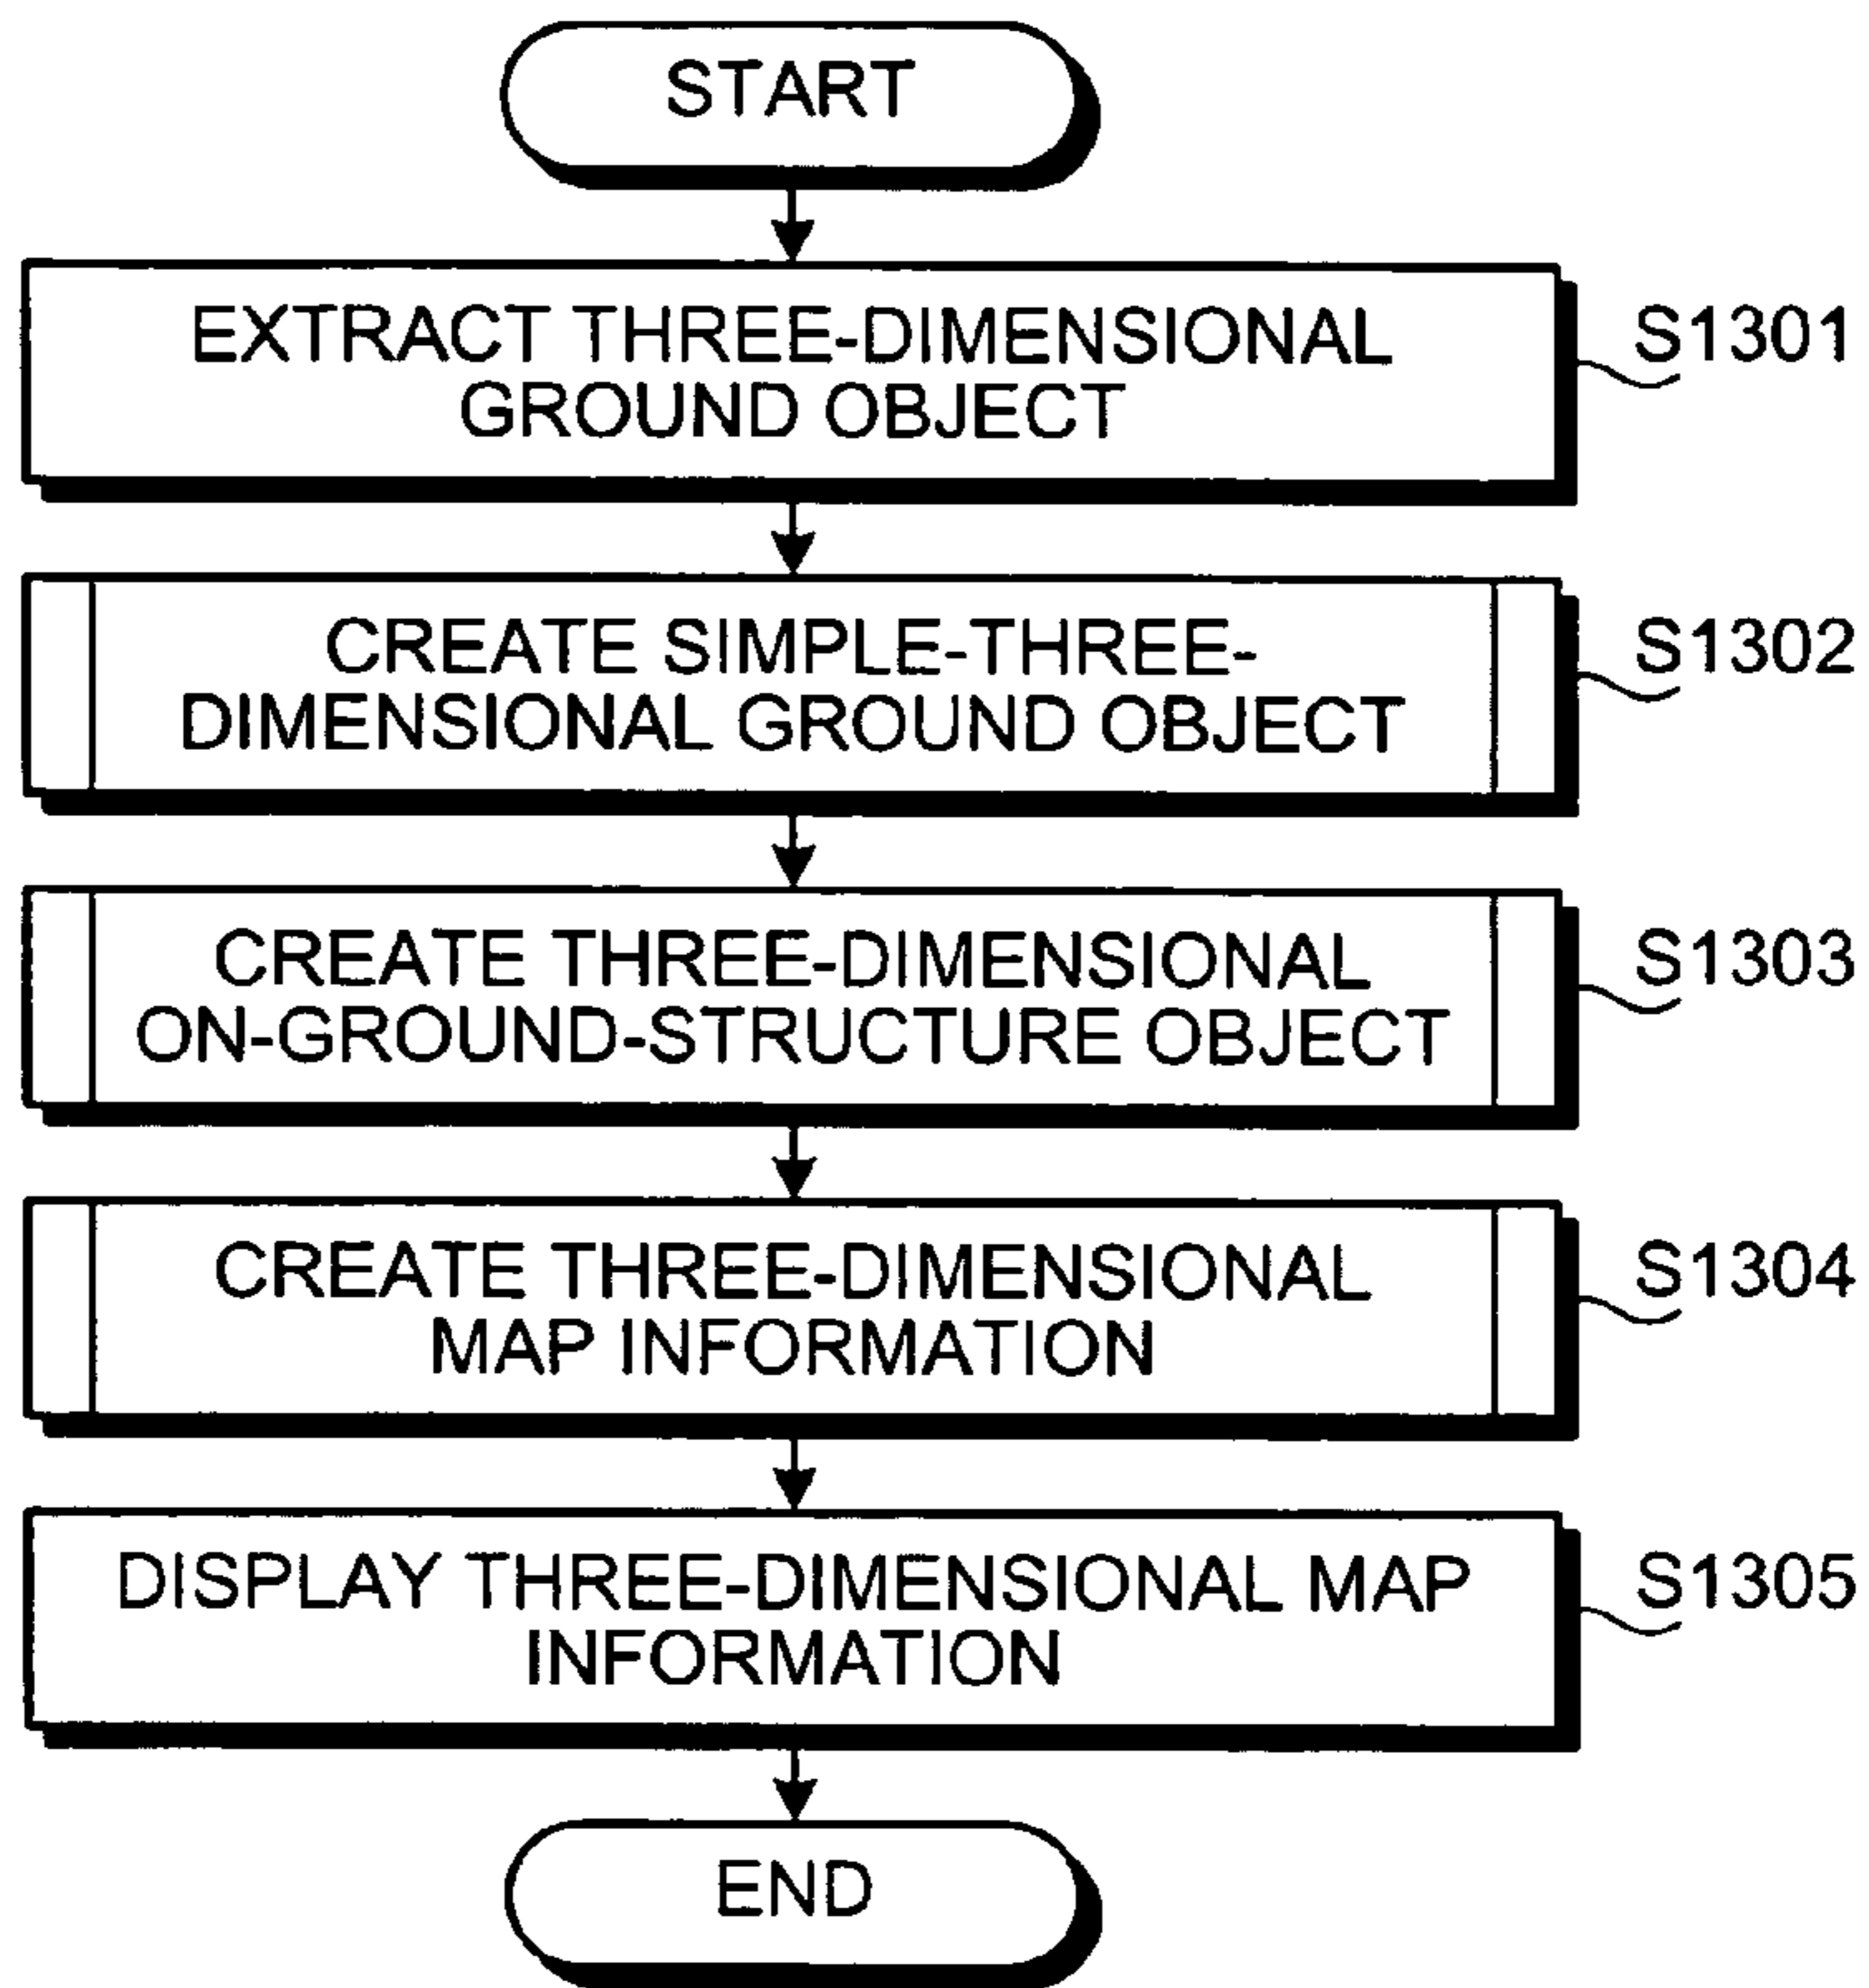 START
EXTRACT THREE-DIMENSIONAL
GROUND OBJECT
S1301
CREATE SIMPLE-THREE-
DIMENSIONAL GROUND OBJECT
S1302
CREATE THREE-DIMENSIONAL
ON-GROUND-STRUCTURE OBJECT
S1303
CREATE THREE-DIMENSIONAL
MAP INFORMATION
S1304
DISPLAY THREE-DIMENSIONAL MAP
INFORMATION
S1305
END